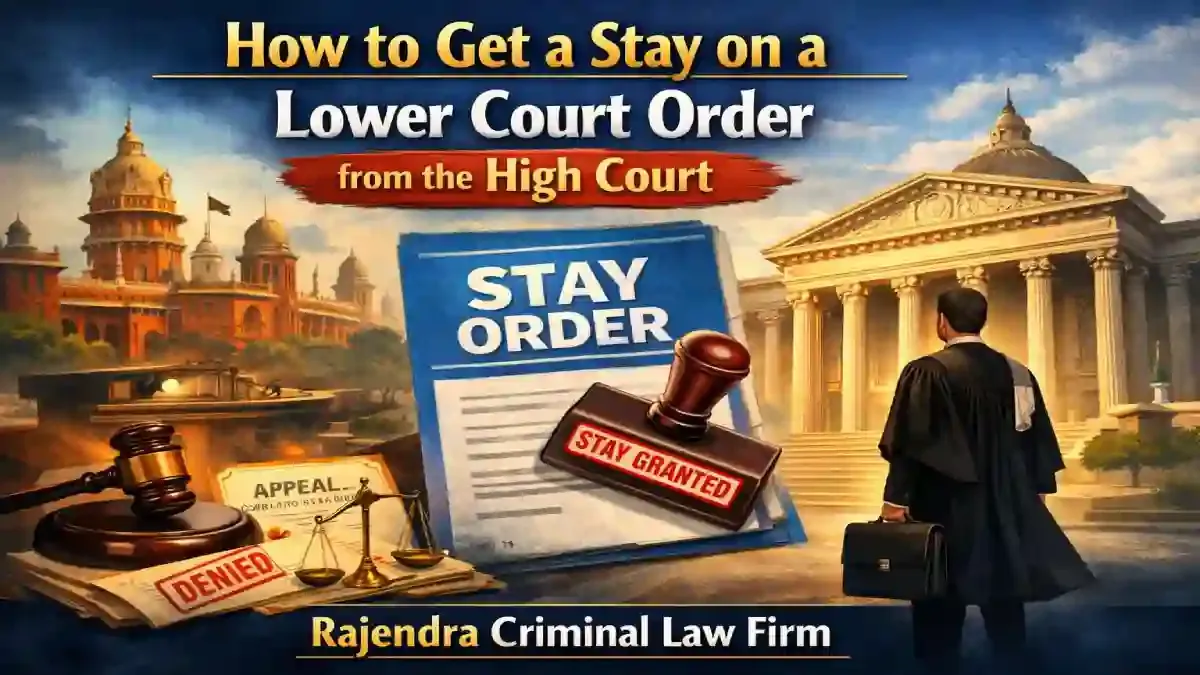 How to Get a Stay on a
Lower Court Order
from the High Court
STAY
ORDER
STAY GRANTED
APPEAL
DENIED
Rajendra Criminal Law Firm